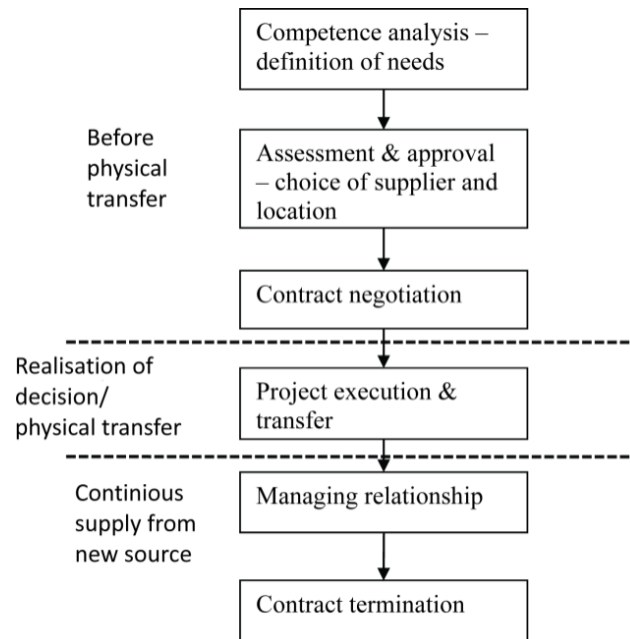 Competence analysis –
definition of needs
Before
physical
transfer
Assessment & approval
– choice of supplier and
location
Contract negotiation
Realisation of
decision/
physical transfer
Project execution &
transfer
Continious
supply from
new source
Managing relationship
Contract termination